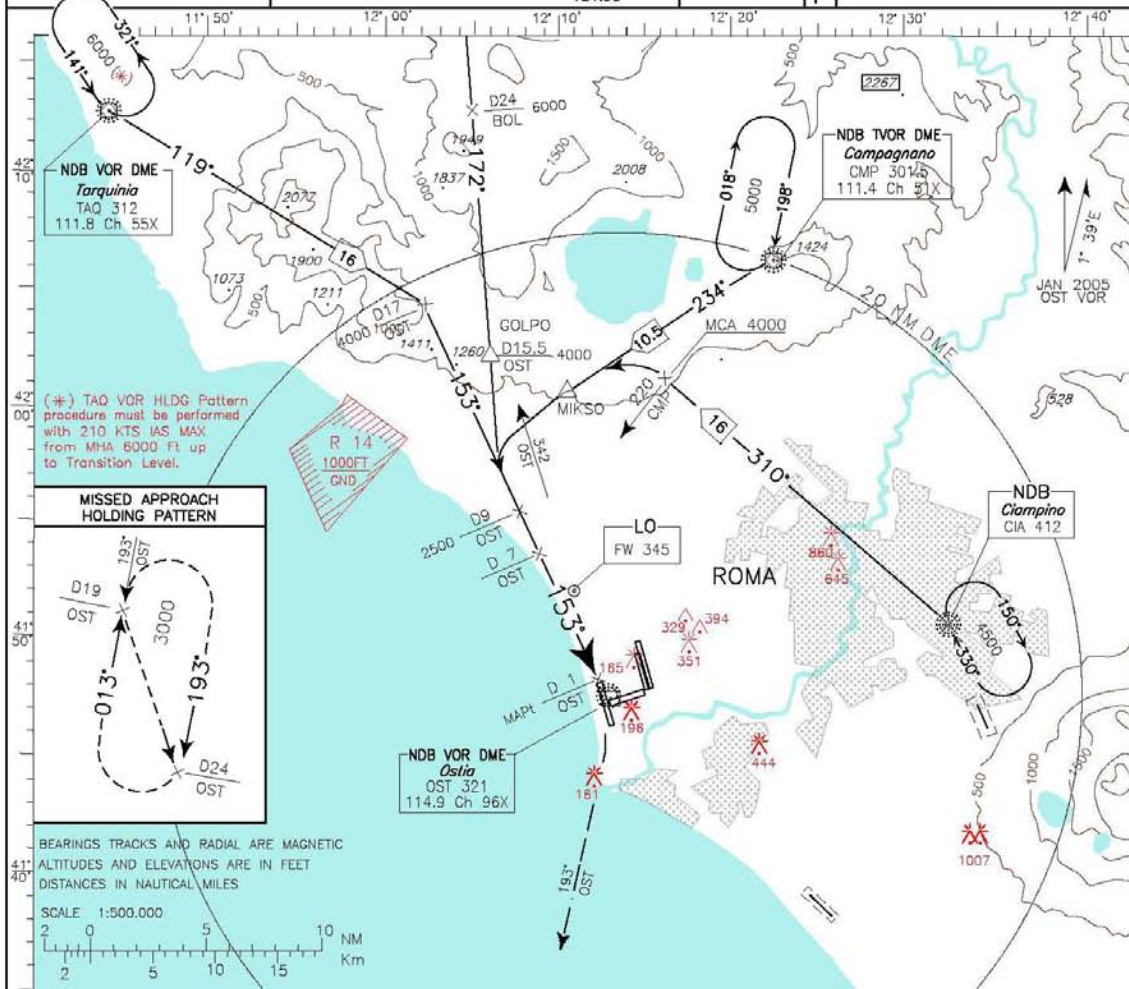 11°50'
12°00'
12°10'
12°20'
12°30'
12°40'
321°
6000 (*)
141°
500
D24
BOL
6000
1949
172°
1837
1000
1500
1000
2008
500
2267
500
NDB TVOR DME
Campagnano
CMP 301.5
111.4 Ch 51X
42°
10'
119°
NDB VOR DME
Tarquinia
TAQ 312
111.8 Ch 55X
2077
16
1900
1073
500
1211
018°
5000
198°
1424
1° 39'E
JAN 2005
OST VOR
234°
20 NM DME
D17
OST
4000
1000
1411
GOLPO
1260
D15.5
OST
4000
10.5
MCA 4000
42°
00'
153°
MIKSO
220
CMP
528
(*) TAQ VOR HLDG Pattern
procedure must be performed
with 210 KTS IAS MAX
from MHA 6000 Ft up
to Transition Level.
R 14
1000FT
GND
342
OST
16
310°
MISSED APPROACH
HOLDING PATTERN
193°
OST
D19
OST
3000
013°
193°
D24
OST
D9
OST
2500
D 7
OST
LO
FW 345
NDB
Ciampino
CIA 412
860
645
ROMA
41°
50'
153°
329
394
351
150°
4500
330°
165
D 1
OST
MAPt
196
NDB VOR DME
Ostia
OST 321
114.9 Ch 96X
181
444
500
1000
1500
1007
193°
OST
41°
40'
BEARINGS TRACKS AND RADIAL ARE MAGNETIC
ALTITUDES AND ELEVATIONS ARE IN FEET
DISTANCES IN NAUTICAL MILES
SCALE 1:500.000
2 0 5 10 NM
2 5 10 15 Km